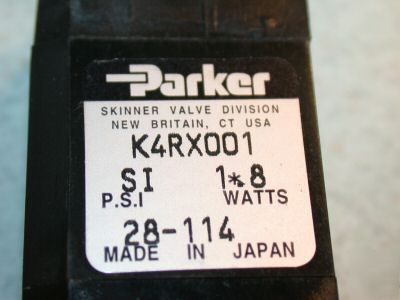 Parker
SKINNER VALVE DIVISION
NEW BRITAIN, CT USA
K4RX001
SI 1*8
P.S.I WATTS
28-114
MADE IN JAPAN